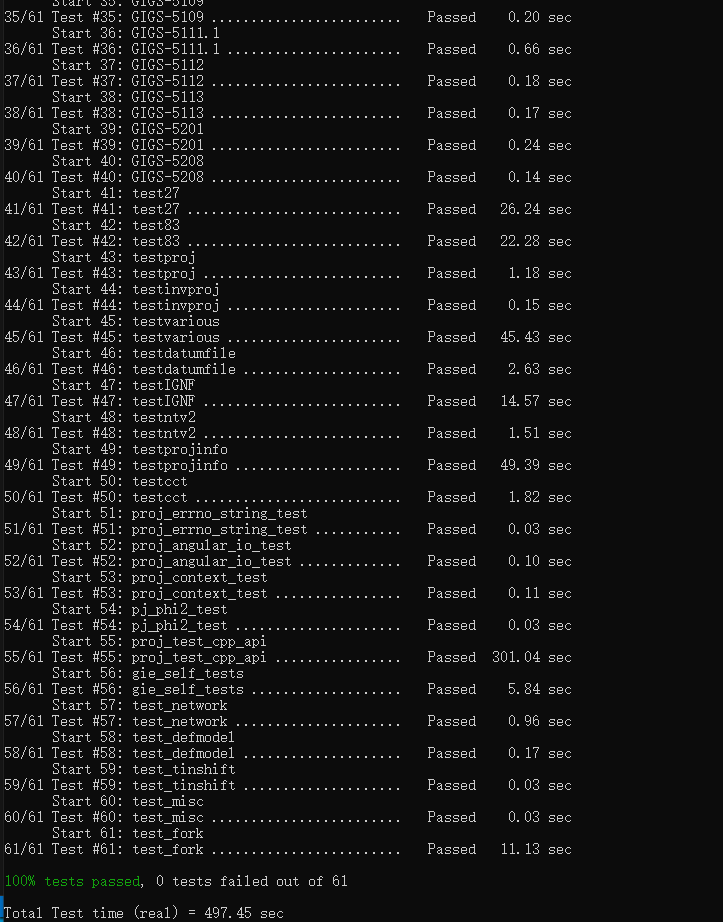 Start 35: GIGS-5109
35/61 Test #35: GIGS-5109 ........................   Passed    0.20 sec
      Start 36: GIGS-5111.1
36/61 Test #36: GIGS-5111.1 ......................   Passed    0.66 sec
      Start 37: GIGS-5112
37/61 Test #37: GIGS-5112 ........................   Passed    0.18 sec
      Start 38: GIGS-5113
38/61 Test #38: GIGS-5113 ........................   Passed    0.17 sec
      Start 39: GIGS-5201
39/61 Test #39: GIGS-5201 ........................   Passed    0.24 sec
      Start 40: GIGS-5208
40/61 Test #40: GIGS-5208 ........................   Passed    0.14 sec
      Start 41: test27
41/61 Test #41: test27 ...........................   Passed   26.24 sec
      Start 42: test83
42/61 Test #42: test83 ...........................   Passed   22.28 sec
      Start 43: testproj
43/61 Test #43: testproj .........................   Passed    1.18 sec
      Start 44: testinvproj
44/61 Test #44: testinvproj ......................   Passed    0.15 sec
      Start 45: testvarious
45/61 Test #45: testvarious ......................   Passed   45.43 sec
      Start 46: testdatumfile
46/61 Test #46: testdatumfile ....................   Passed    2.63 sec
      Start 47: testIGNF
47/61 Test #47: testIGNF .........................   Passed   14.57 sec
      Start 48: testntv2
48/61 Test #48: testntv2 .........................   Passed    1.51 sec
      Start 49: testprojinfo
49/61 Test #49: testprojinfo .....................   Passed   49.39 sec
      Start 50: testcct
50/61 Test #50: testcct ..........................   Passed    1.82 sec
      Start 51: proj_errno_string_test
51/61 Test #51: proj_errno_string_test ...........   Passed    0.03 sec
      Start 52: proj_angular_io_test
52/61 Test #52: proj_angular_io_test .............   Passed    0.10 sec
      Start 53: proj_context_test
53/61 Test #53: proj_context_test ................   Passed    0.11 sec
      Start 54: pj_phi2_test
54/61 Test #54: pj_phi2_test .....................   Passed    0.03 sec
      Start 55: proj_test_cpp_api
55/61 Test #55: proj_test_cpp_api ................   Passed  301.04 sec
      Start 56: gie_self_tests
56/61 Test #56: gie_self_tests ...................   Passed    5.84 sec
      Start 57: test_network
57/61 Test #57: test_network .....................   Passed    0.96 sec
      Start 58: test_defmodel
58/61 Test #58: test_defmodel ....................   Passed    0.17 sec
      Start 59: test_tinshift
59/61 Test #59: test_tinshift ....................   Passed    0.03 sec
      Start 60: test_misc
60/61 Test #60: test_misc ........................   Passed    0.03 sec
      Start 61: test_fork
61/61 Test #61: test_fork ........................   Passed   11.13 sec
100% tests passed, 0 tests failed out of 61
Total Test time (real) = 497.45 sec